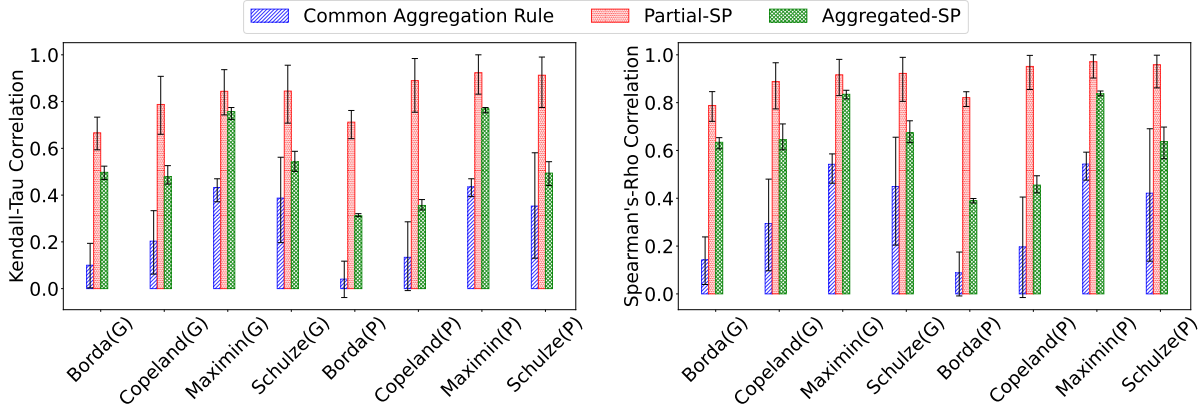 Common Aggregation Rule Partial-SP Aggregated-SP
Kendall-Tau Correlation
1.0
0.8
0.6
0.4
0.2
0.0
Borda(G) Copeland(G) Maximin(G) Schulze(G) Borda(P) Copeland(P) Maximin(P) Schulze(P)
Spearman's-Rho Correlation
1.0
0.8
0.6
0.4
0.2
0.0
Borda(G) Copeland(G) Maximin(G) Schulze(G) Borda(P) Copeland(P) Maximin(P) Schulze(P)